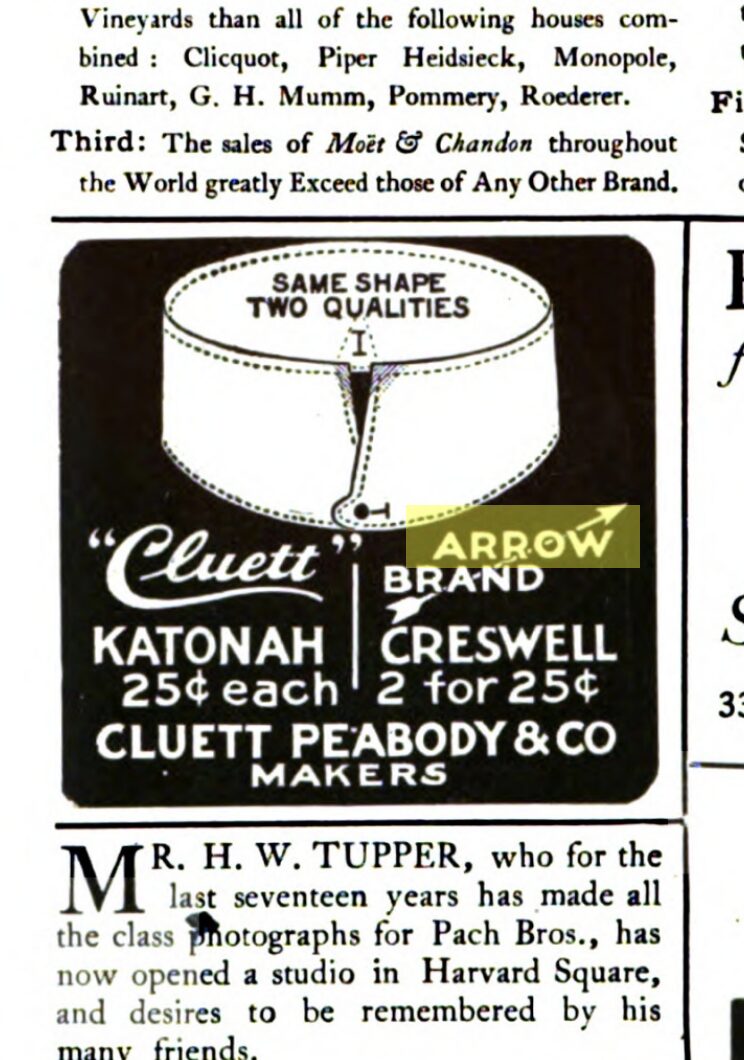 Vineyards than all of the following houses com-
bined : Clicquot, Piper Heidsieck, Monopole,
Ruinart, G. H. Mumm, Pommery, Roederer.
Third: The sales of Moët & Chandon throughout
the World greatly Exceed those of Any Other Brand.
SAME SHAPE
TWO QUALITIES
"Cluett"
KATONAH
25¢ each
ARROW
BRAND
CRESWELL
2 for 25¢
CLUETT PEABODY & CO
MAKERS
MR. H. W. TUPPER, who for the
last seventeen years has made all
the class photographs for Pach Bros., has
now opened a studio in Harvard Square,
and desires to be remembered by his
many friends.
Fi
33